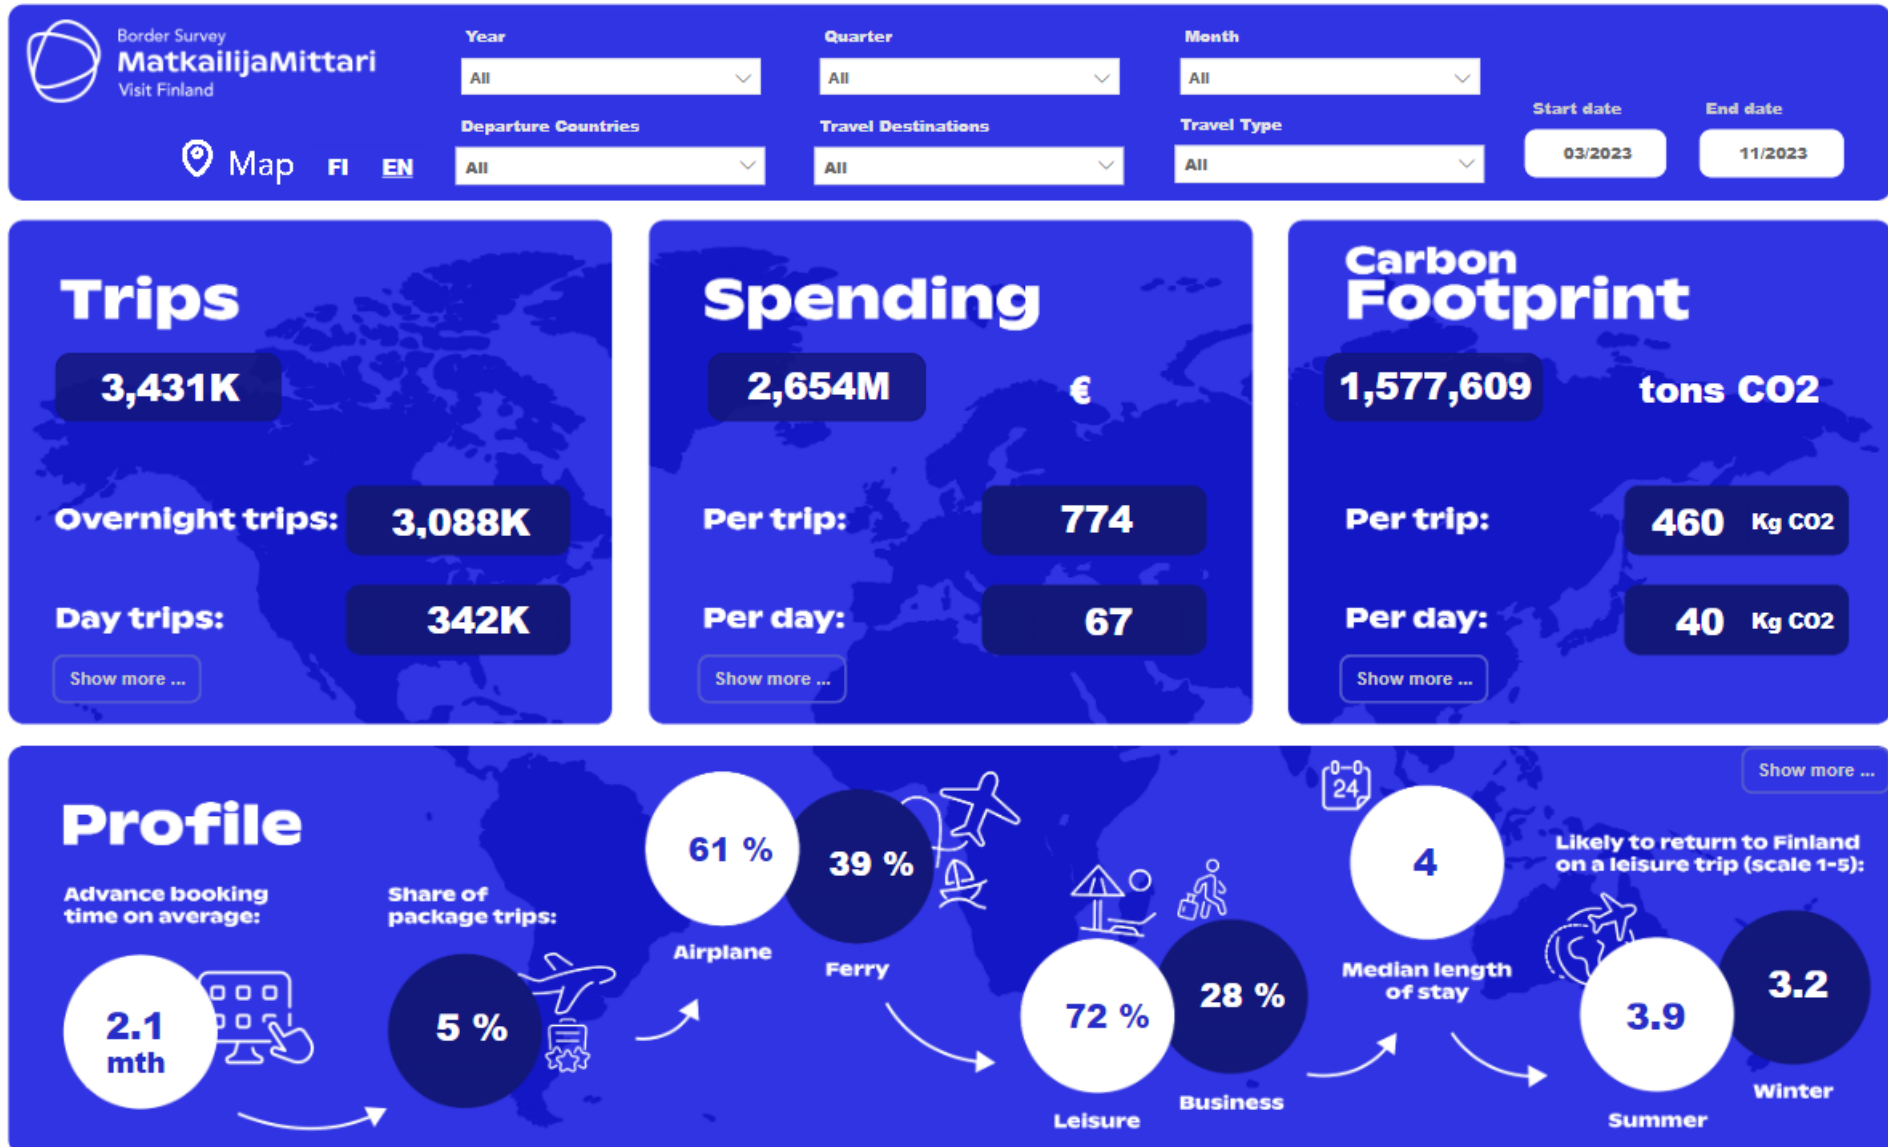 Border Survey
MatkailijaMittari
Visit Finland
Map
FI
EN
Year
All
Quarter
All
Month
All
Departure Countries
All
Travel Destinations
All
Travel Type
All
Start date
03/2023
End date
11/2023
Trips
3,431K
Overnight trips:
3,088K
Day trips:
342K
Show more ...
Spending
2,654M
€
Per trip:
774
Per day:
67
Show more ...
Carbon
Footprint
1,577,609
tons CO2
Per trip:
460 Kg CO2
Per day:
40 Kg CO2
Show more ...
Show more ...
Profile
Advance booking
time on average:
2.1
mth
Share of
package trips:
5 %
61 %
Airplane
39 %
Ferry
72 %
Leisure
28 %
Business
24
4
Median length
of stay
Likely to return to Finland
on a leisure trip (scale 1-5):
3.9
Summer
3.2
Winter